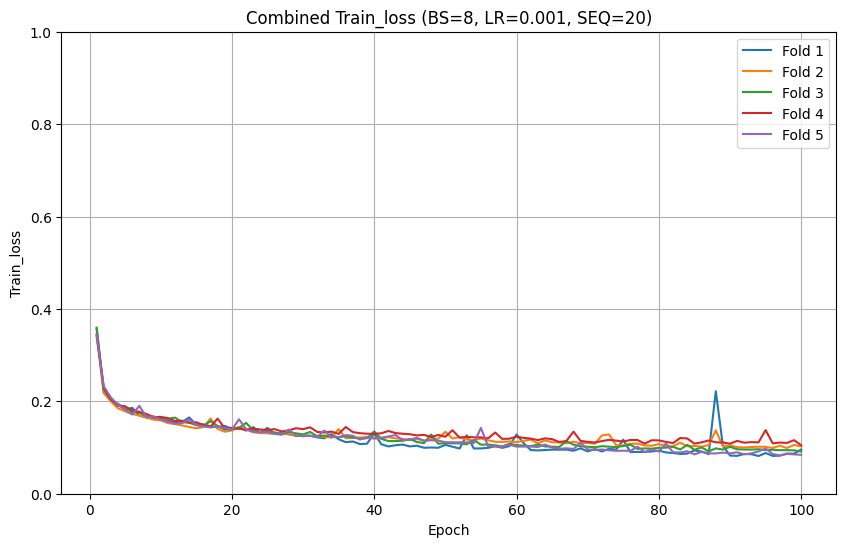 Combined Train_loss (BS=8, LR=0.001, SEQ=20)
1.0
0.8
0.6
0.4
0.2
0.0
Train_loss
0 20 40 60 80 100
Epoch
Fold 1
Fold 2
Fold 3
Fold 4
Fold 5